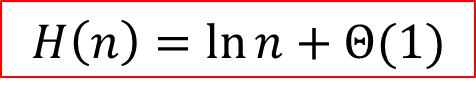 H(n) = ln n + Θ(1)